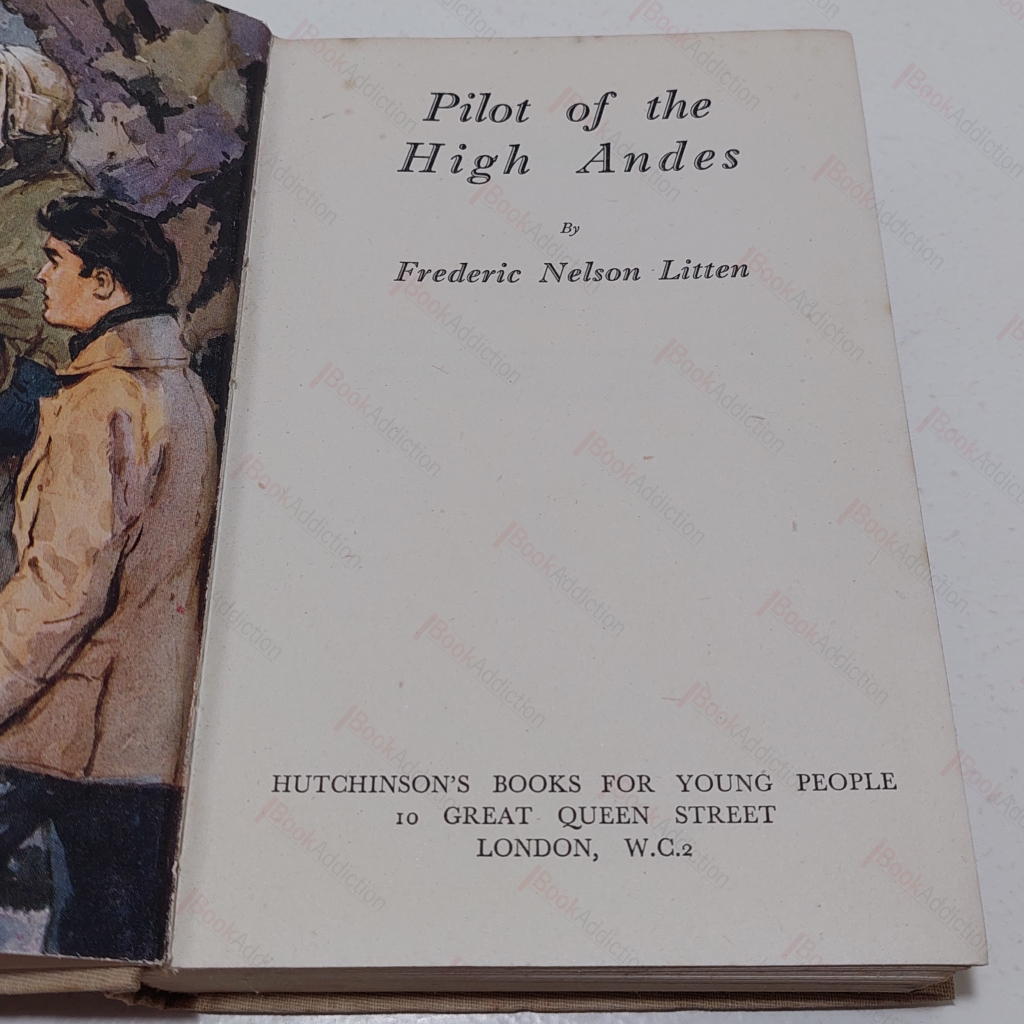 Pilot of the
High Andes
By
Frederic Nelson Litten
HUTCHINSON'S BOOKS FOR YOUNG PEOPLE
10 GREAT QUEEN STREET
LONDON, W.C.2
BookAddiction